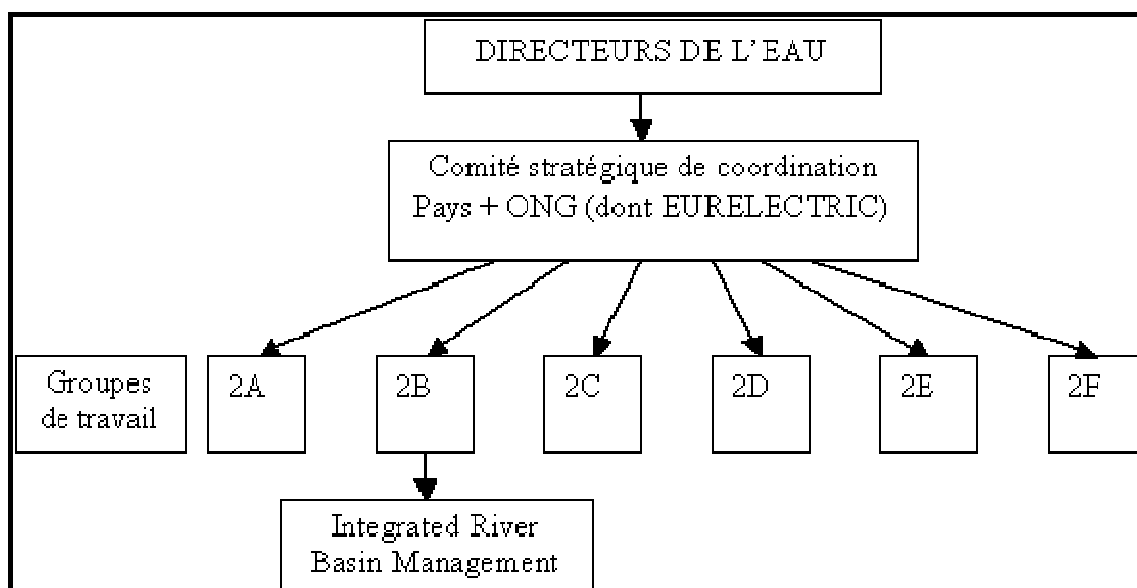 DIRECTEURS DE L'EAU
Comité stratégique de coordination
Pays + ONG (dont EURELECTRIC)
Groupes
de travail
2A
2B
2C
2D
2E
2F
Integrated River
Basin Management